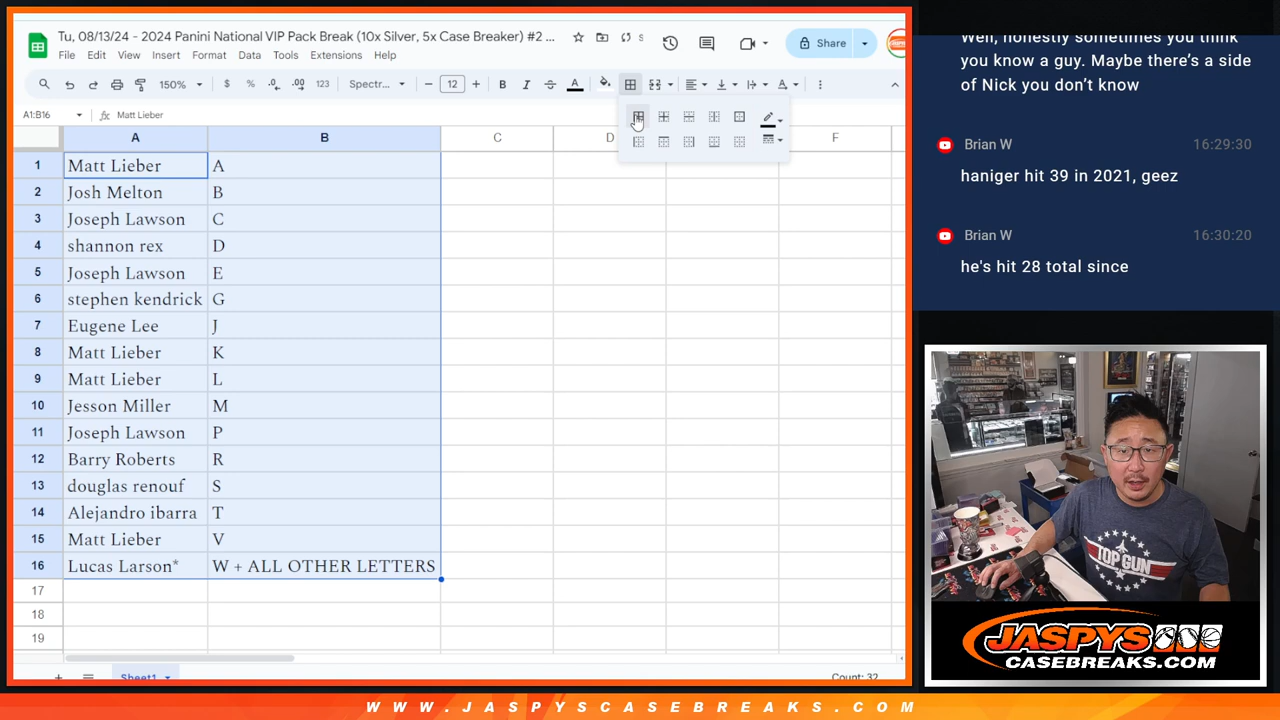 Tu, 08/13/24 - 2024 Panini National VIP Pack Break (10x Silver, 5x Case Breaker) #2 ...
S
Share
File Edit View Insert Format Data Tools Extensions Help
150% $ % .0 .00 123 Spectr... 12 B I A
A1:B16 fx Matt Lieber
A B C D F
1 Matt Lieber A
2 Josh Melton B
3 Joseph Lawson C
4 shannon rex D
5 Joseph Lawson E
6 stephen kendrick G
7 Eugene Lee J
8 Matt Lieber K
9 Matt Lieber L
10 Jesson Miller M
11 Joseph Lawson P
12 Barry Roberts R
13 douglas renouf S
14 Alejandro ibarra T
15 Matt Lieber V
16 Lucas Larson* W + ALL OTHER LETTERS
17
18
19
Sheet1
Count: 32
Well, honestly sometimes you think
you know a guy. Maybe there's a side
of Nick you don't know
Brian W 16:29:30
haniger hit 39 in 2021, geez
Brian W 16:30:20
he's hit 28 total since
TOP GUN
JASPYS
CASEBREAKS.COM
WWW.JASPYSCASEBREAKS.COM